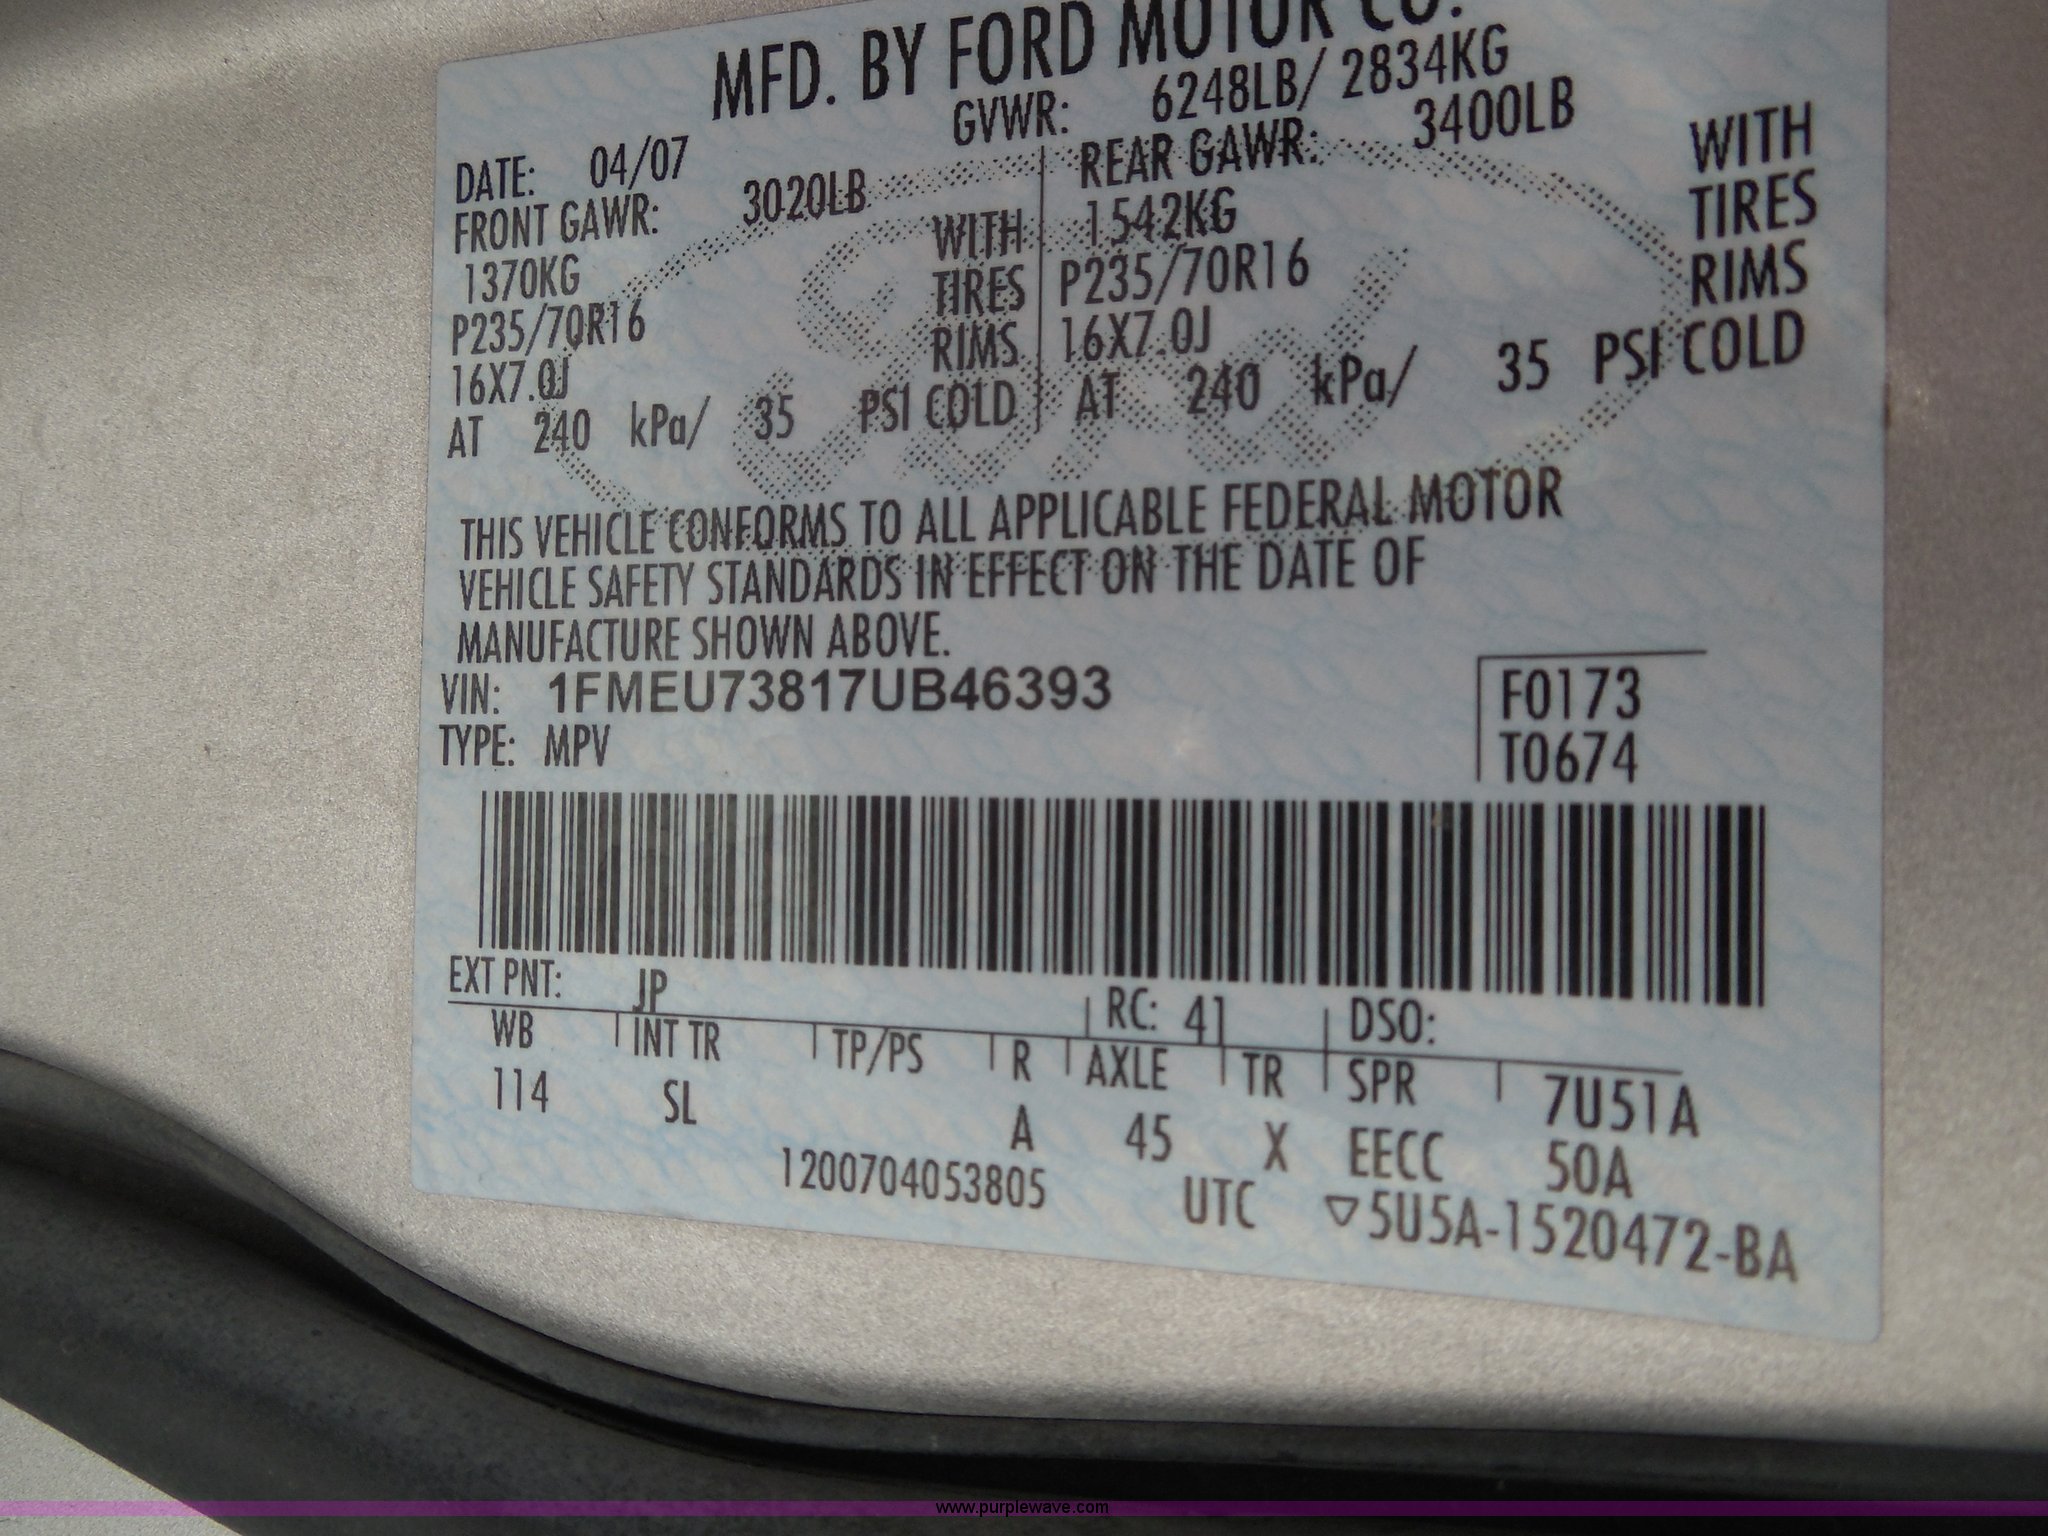 MFD. BY FORD MOTOR CO.
DATE: 04/07 GVWR: 6248LB/ 2834KG
FRONT GAWR: 3020LB REAR GAWR: 3400LB
1370KG WITH 1542KG WITH
P235/70R16 TIRES P235/70R16 TIRES
16X7.0J RIMS 16X7.0J RIMS
AT 240 kPa/ 35 PSI COLD AT 240 kPa/ 35 PSI COLD
THIS VEHICLE CONFORMS TO ALL APPLICABLE FEDERAL MOTOR
VEHICLE SAFETY STANDARDS IN EFFECT ON THE DATE OF
MANUFACTURE SHOWN ABOVE.
VIN: 1FMEU73817UB46393 F0173
TYPE: MPV T0674
EXT PNT: JP RC: 41 DSO:
WB INT TR TP/PS R AXLE TR SPR 7U51A
114 SL A 45 X EECC 50A
1200704053805 UTC ▽5U5A-1520472-BA
www.purplewave.com